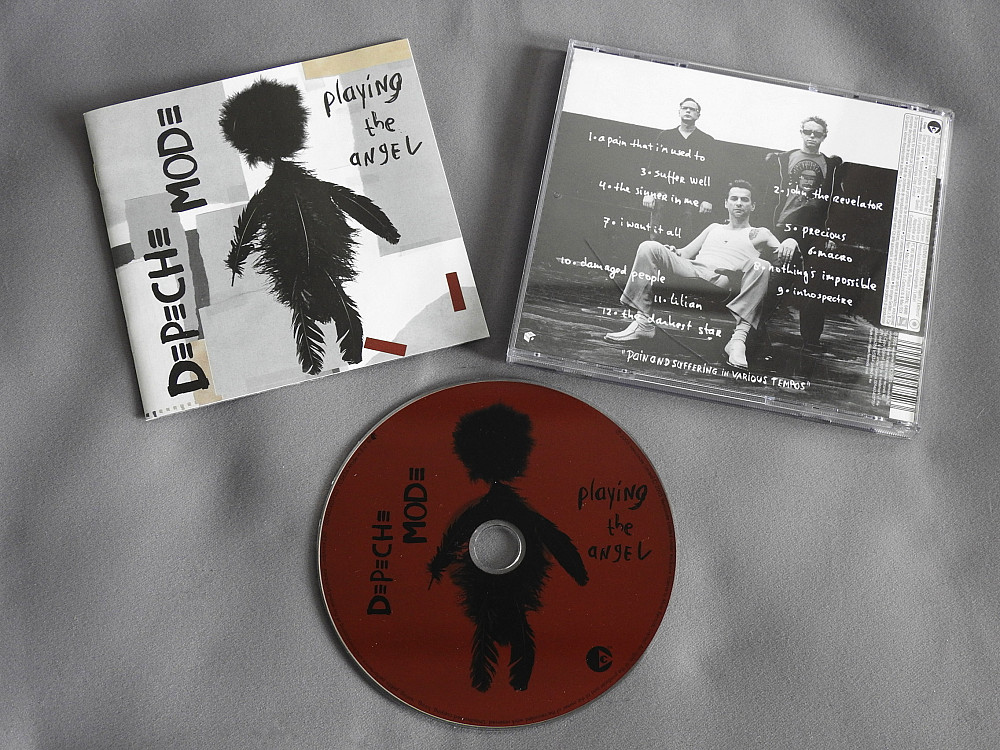 DEPECHE MODE
playing
the
angel
1. a pain that i'm used to
2. john the revelator
3. suffer well
4. the sinner in me
5. precious
6. macro
7. i want it all
8. nothing's impossible
9. introspectre
10. damaged people
11. lilian
12. the darkest star
"PAIN AND SUFFERING in VARIOUS TEMPOS"
DEPECHE
MODE
playing
the
angel